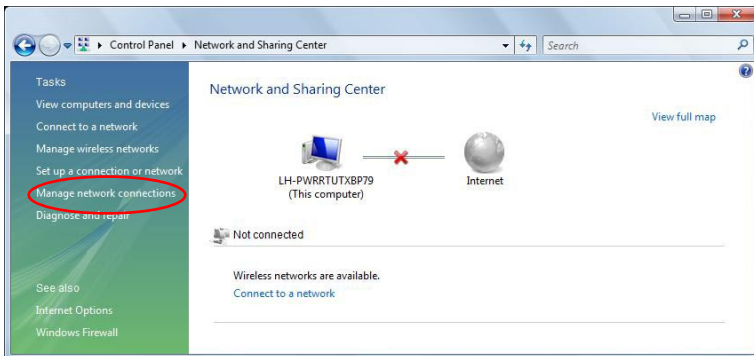 Control Panel ▸ Network and Sharing Center
Search
Tasks
View computers and devices
Connect to a network
Manage wireless networks
Set up a connection or network
Manage network connections
Diagnose and repair
See also
Internet Options
Windows Firewall
Network and Sharing Center
View full map
LH-PWRRTUTXBP79
(This computer)
Internet
Not connected
Wireless networks are available.
Connect to a network